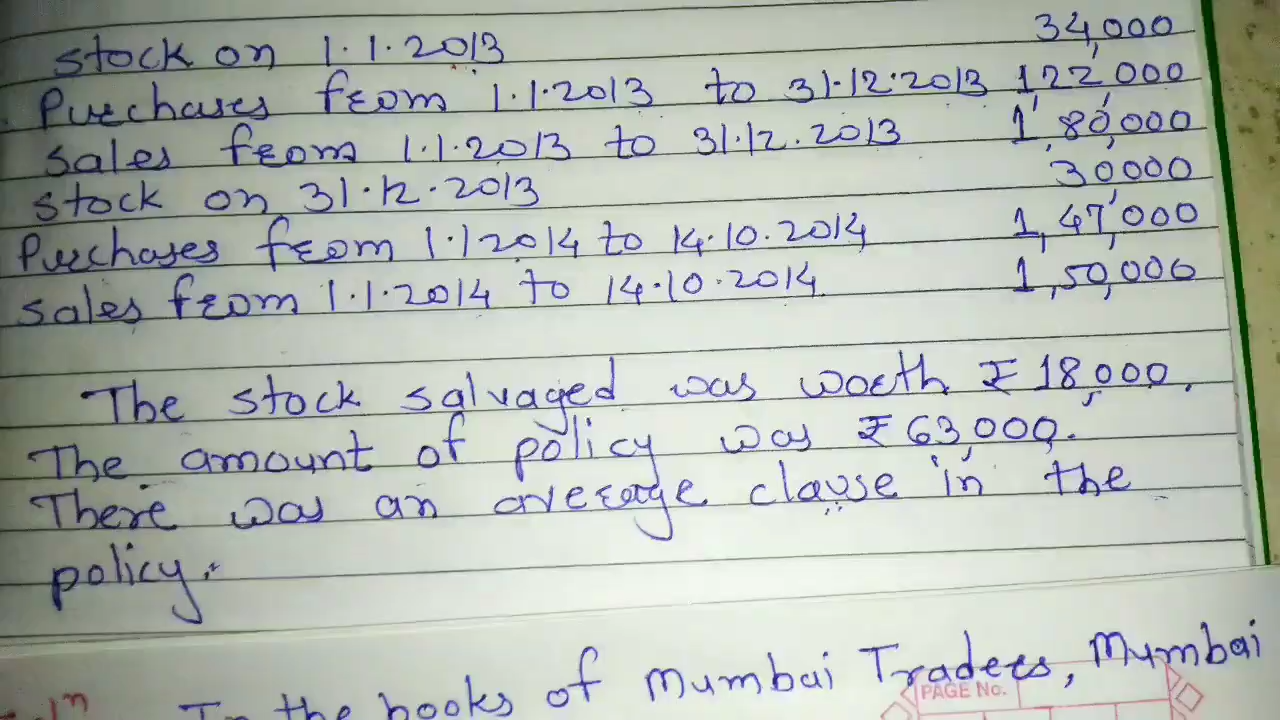 stock on 1.1.2013 34,000
Purchases from 1.1.2013 to 31.12.2013 122,000
sales from 1.1.2013 to 31.12.2013 1,80,000
stock on 31.12.2013 30000
Purchases from 1.1 2014 to 14.10.2014 1,47,000
sales from 1.1.2014 to 14.10.2014 1,50,000
The stock salvaged was worth ₹ 18,000.
The amount of policy was ₹ 63,000.
There was an average clause in the
policy.
In the books of Mumbai Traders, Mumbai
PAGE No.